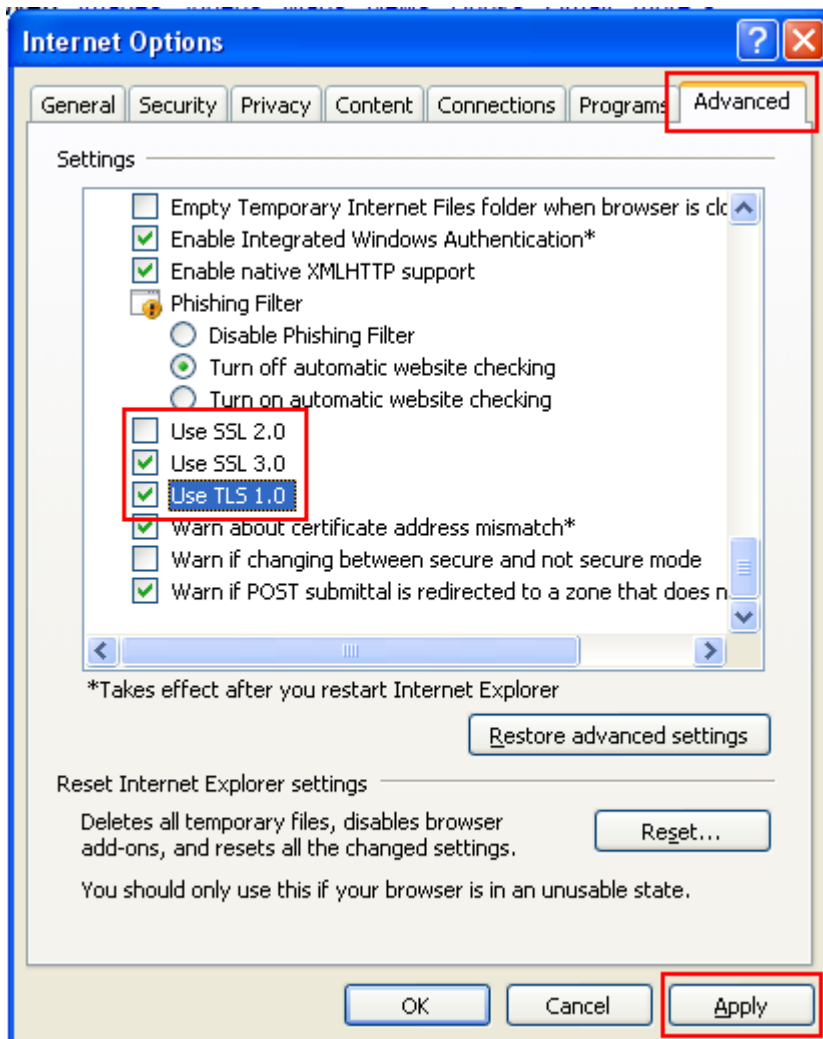 Internet Options
General Security Privacy Content Connections Programs Advanced
Settings
Empty Temporary Internet Files folder when browser is clc
Enable Integrated Windows Authentication*
Enable native XMLHTTP support
Phishing Filter
Disable Phishing Filter
Turn off automatic website checking
Turn on automatic website checking
Use SSL 2.0
Use SSL 3.0
Use TLS 1.0
Warn about certificate address mismatch*
Warn if changing between secure and not secure mode
Warn if POST submittal is redirected to a zone that does n
*Takes effect after you restart Internet Explorer
Restore advanced settings
Reset Internet Explorer settings
Deletes all temporary files, disables browser
add-ons, and resets all the changed settings.
Reset...
You should only use this if your browser is in an unusable state.
OK Cancel Apply